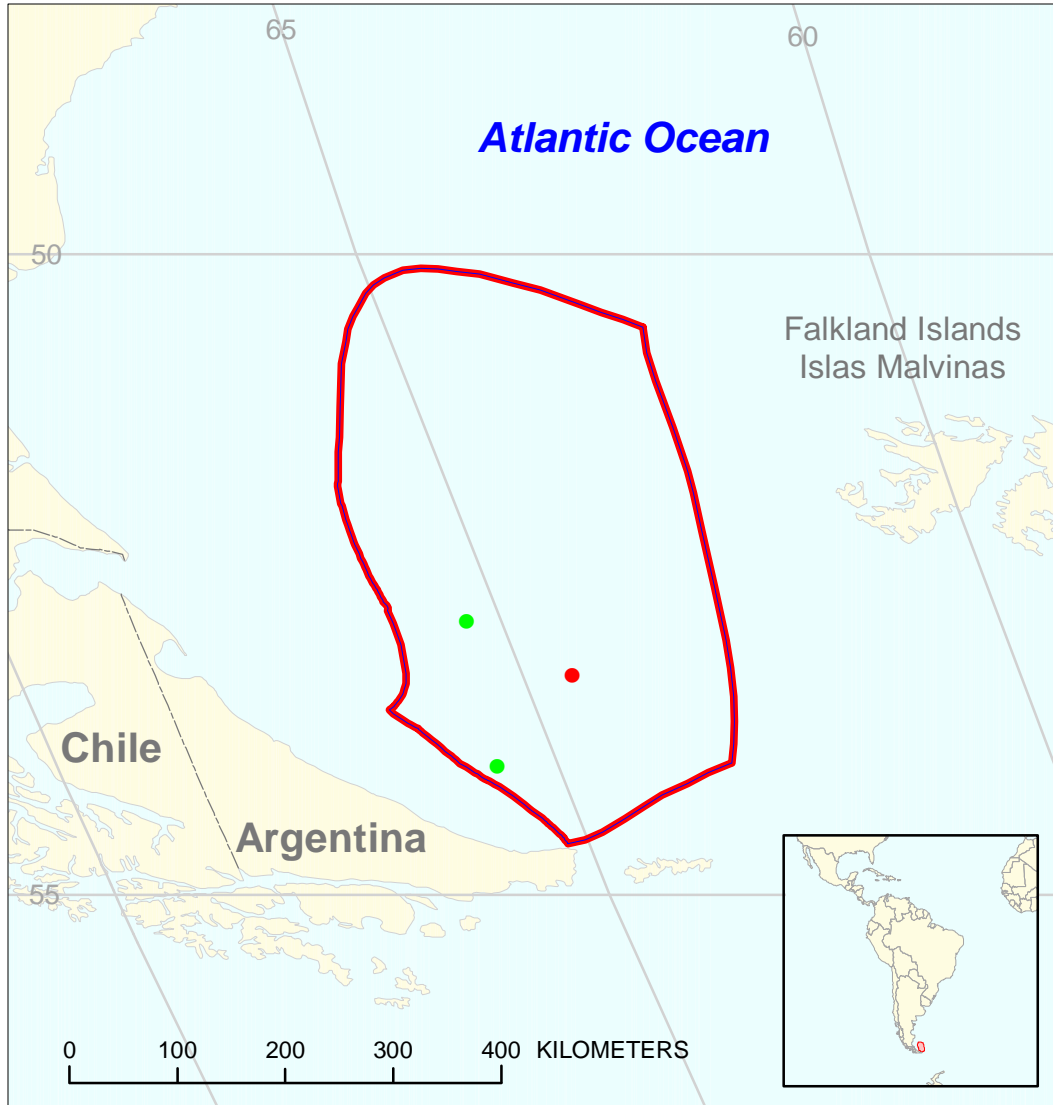 65
60
Atlantic Ocean
50
Falkland Islands
Islas Malvinas
Chile
Argentina
55
0 100 200 300 400 KILOMETERS